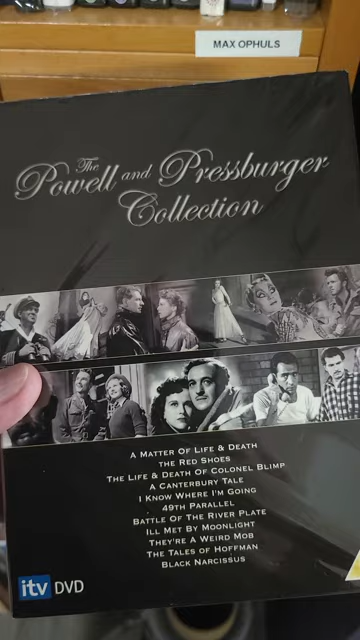 MAX OPHULS
The
Powell and Pressburger
Collection
A MATTER OF LIFE & DEATH
THE RED SHOES
THE LIFE & DEATH OF COLONEL BLIMP
A CANTERBURY TALE
I KNOW WHERE I'M GOING
49TH PARALLEL
BATTLE OF THE RIVER PLATE
ILL MET BY MOONLIGHT
THEY'RE A WEIRD MOB
THE TALES OF HOFFMAN
BLACK NARCISSUS
itv DVD